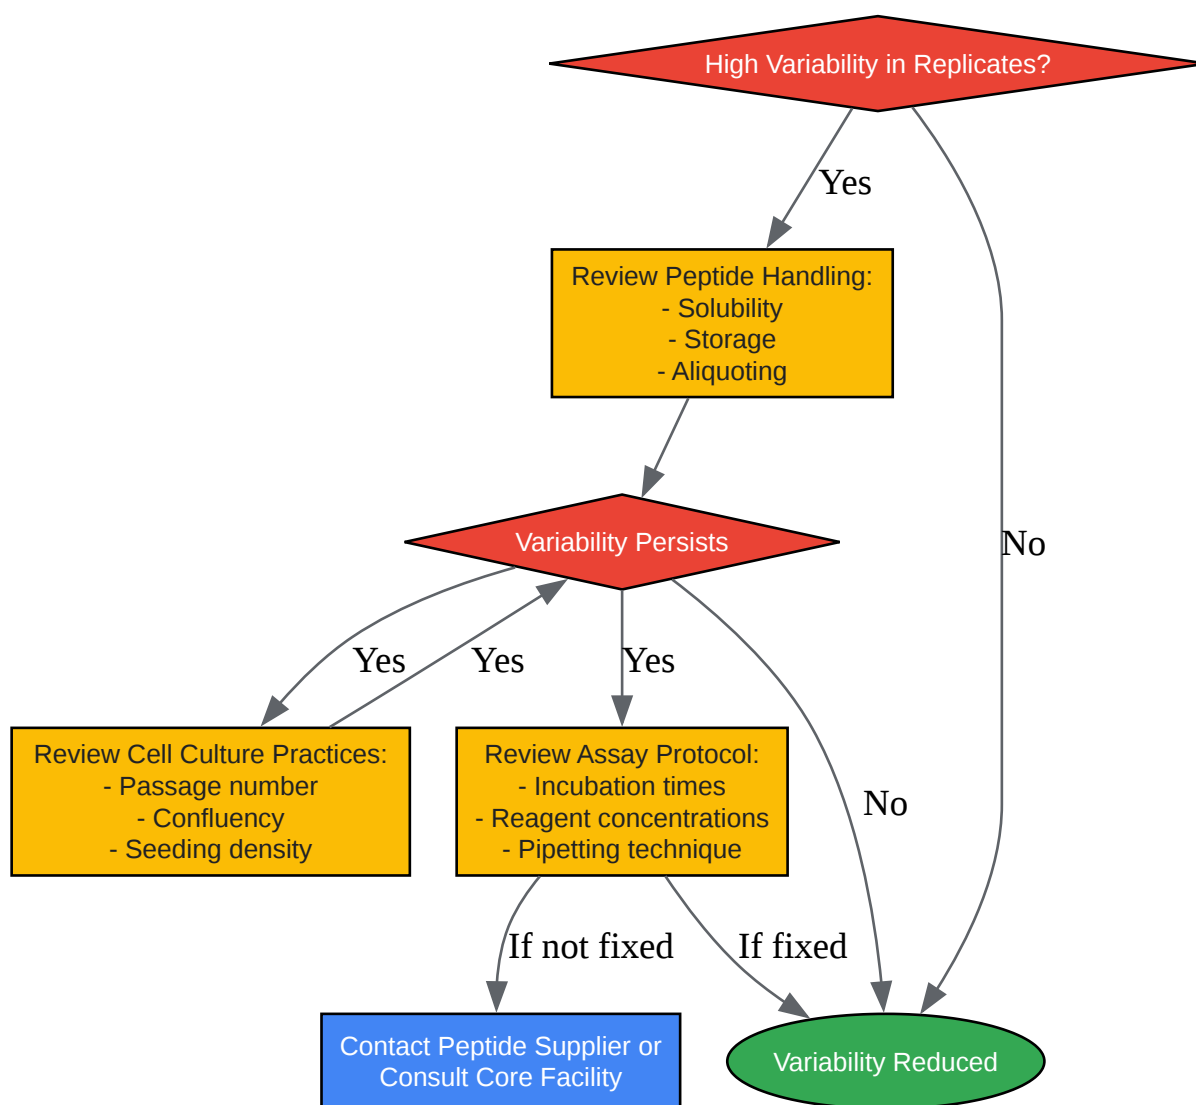 High Variability in Replicates?
Yes
Review Peptide Handling:
- Solubility
- Storage
- Aliquoting
Variability Persists
No
Yes
Yes
Yes
Review Cell Culture Practices:
- Passage number
- Confluency
- Seeding density
Review Assay Protocol:
- Incubation times
- Reagent concentrations
- Pipetting technique
No
If not fixed
If fixed
Contact Peptide Supplier or
Consult Core Facility
Variability Reduced